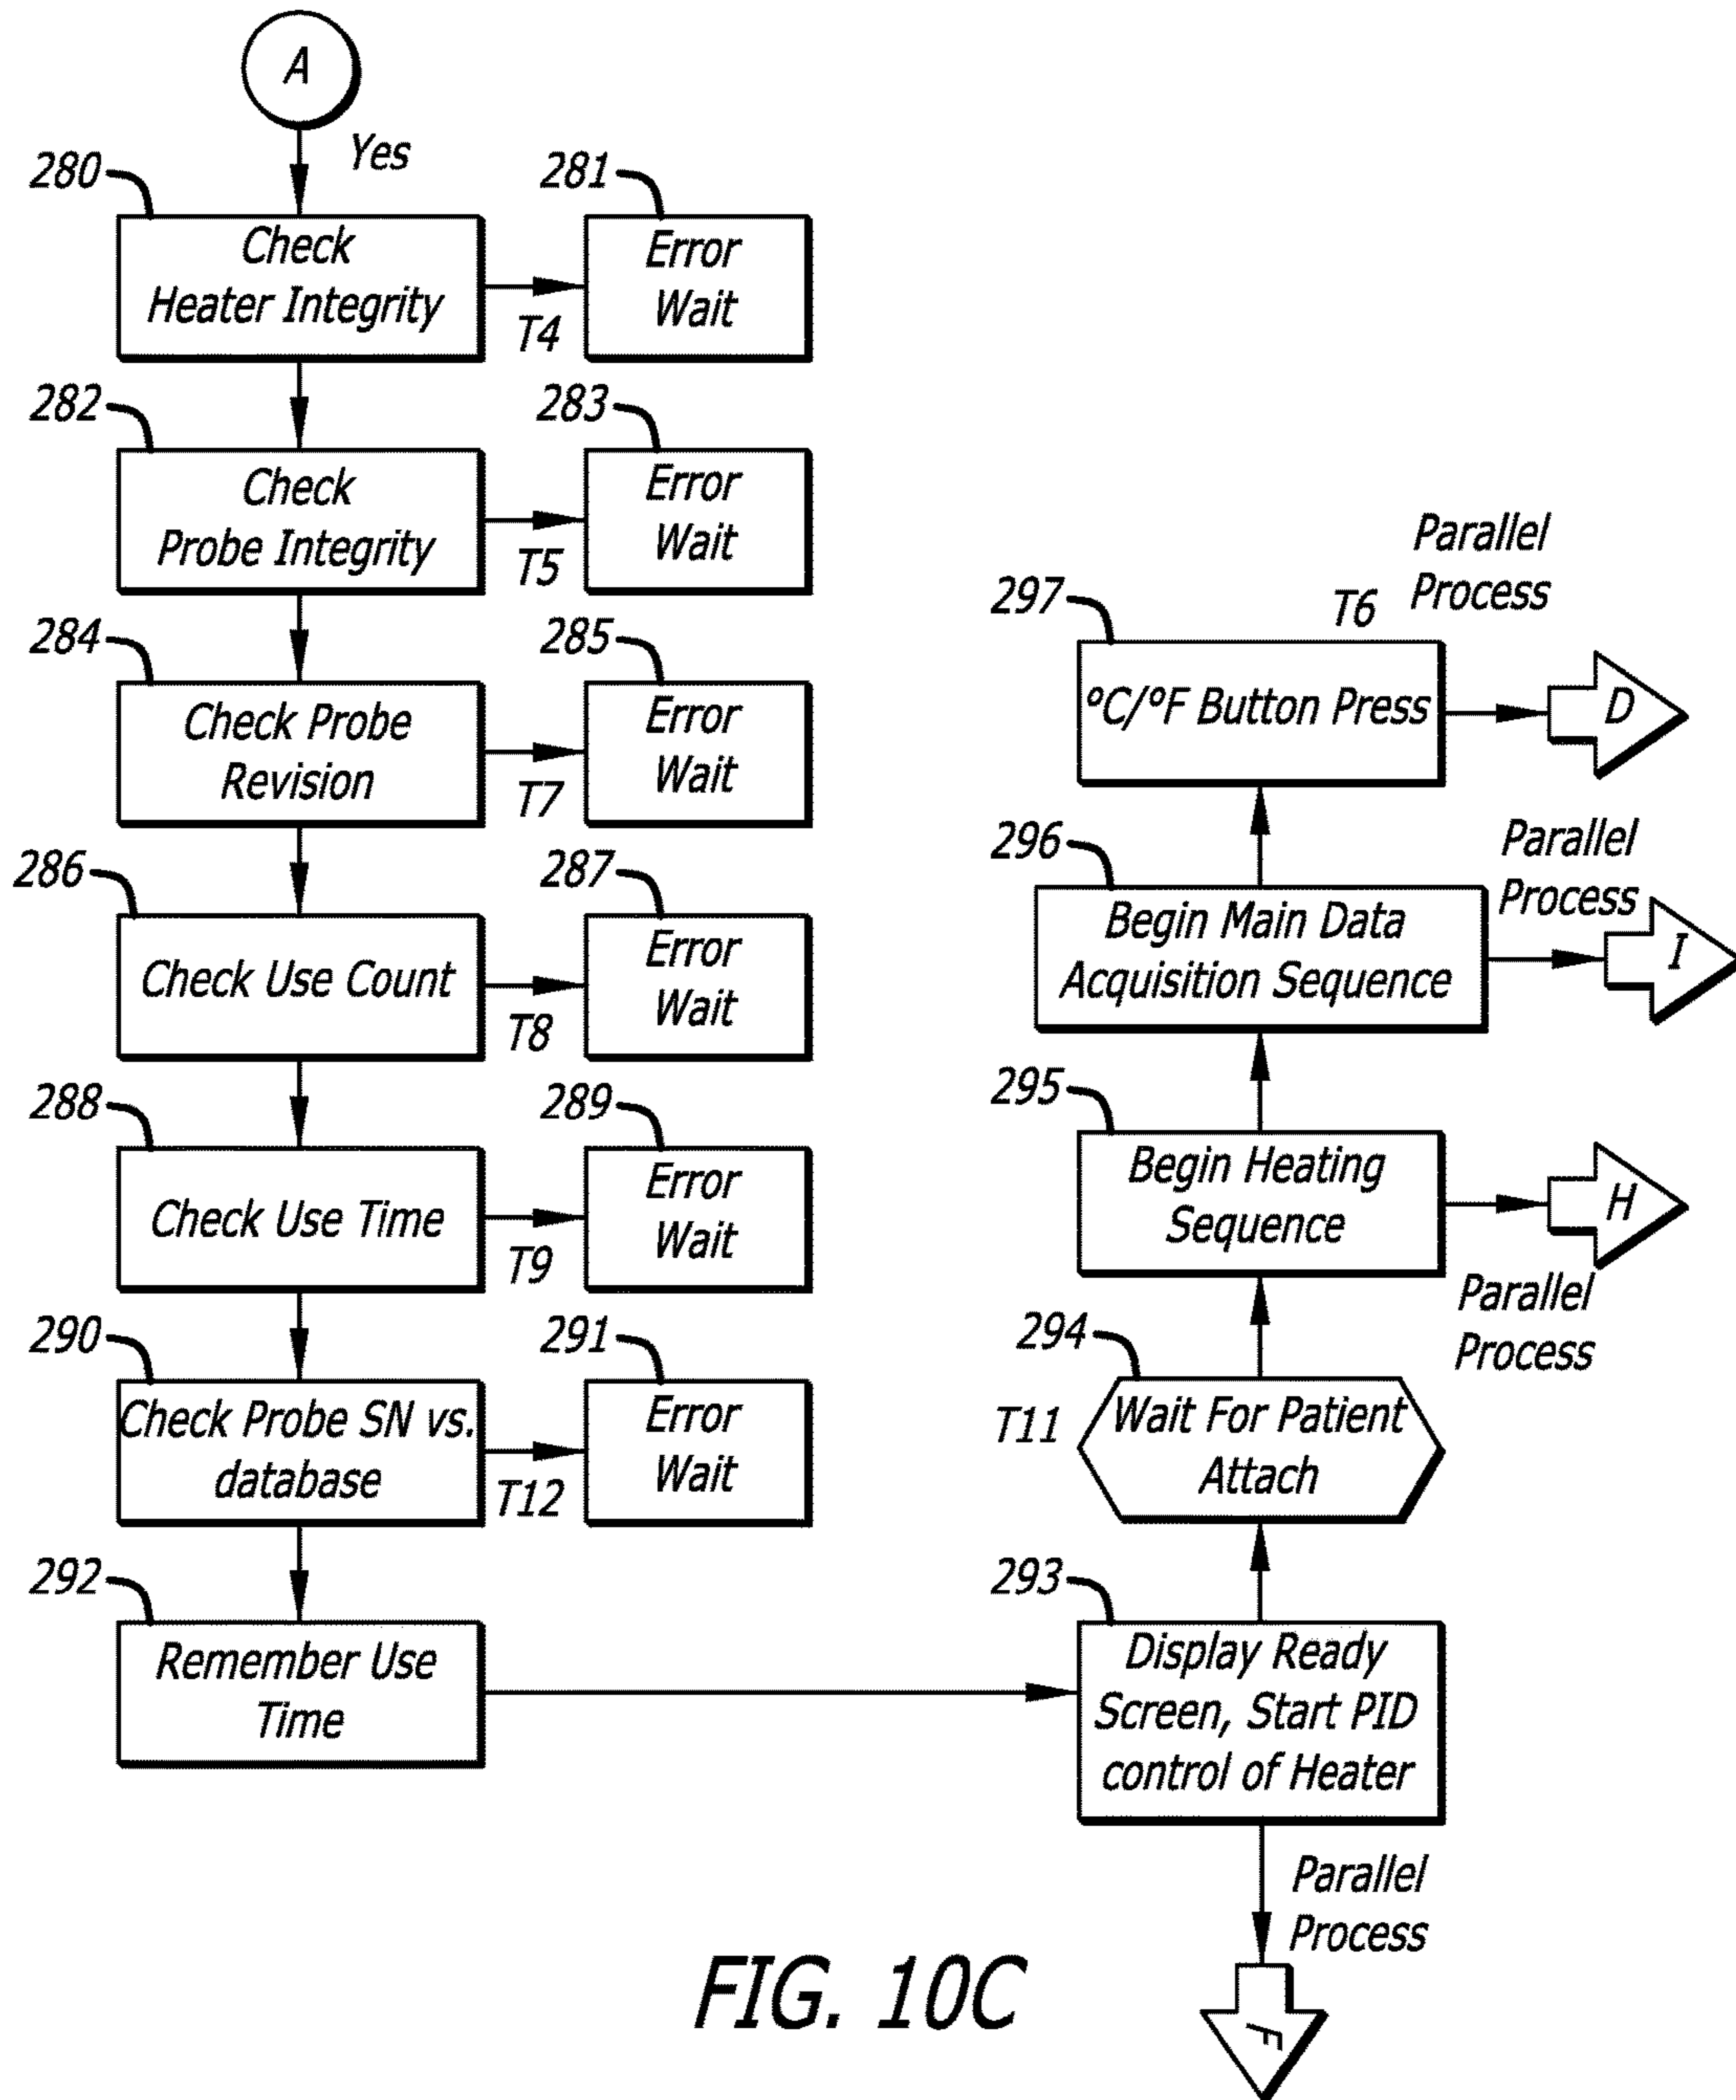 A
Yes
280
Check
Heater Integrity
T4
281
Error
Wait
282
Check
Probe Integrity
T5
283
Error
Wait
284
Check Probe
Revision
T7
285
Error
Wait
286
Check Use Count
T8
287
Error
Wait
288
Check Use Time
T9
289
Error
Wait
290
Check Probe SN vs.
database
T12
291
Error
Wait
292
Remember Use
Time
293
Display Ready
Screen, Start PID
control of Heater
Parallel
Process
F
294
T11
Wait For Patient
Attach
295
Begin Heating
Sequence
H
Parallel
Process
296
Begin Main Data
Acquisition Sequence
Parallel
Process
I
297
°C/°F Button Press
T6
Parallel
Process
D
FIG. 10C